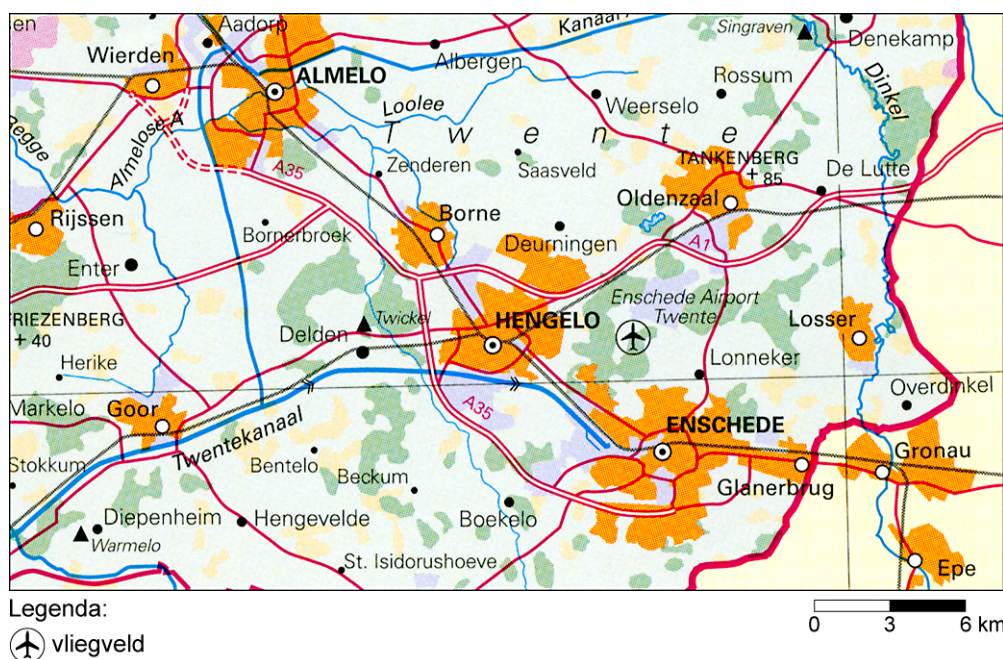 Aadorp
Kanaal
Singraven
Denekamp
Wierden
ALMELO
Albergen
Rossum
Dinkel
Loolee
Weerselo
Regge
Almelose-A
T w e n t e
A35
Zenderen
Saasveld
TANKENBERG
+ 85
De Lutte
Oldenzaal
Rijssen
Borne
Bornerbroek
Deurningen
A1
Enter
Enschede Airport
Twente
FRIEZENBERG
+ 40
Delden
Twickel
HENGELO
Losser
Herike
Lonneker
Overdinkel
Markelo
Goor
A35
ENSCHEDE
Twentekanaal
Gronau
Stokkum
Bentelo
Beckum
Glanerbrug
Diepenheim
Hengevelde
Boekelo
Warmelo
St. Isidorushoeve
Epe
Legenda:
vliegveld
0 3 6 km